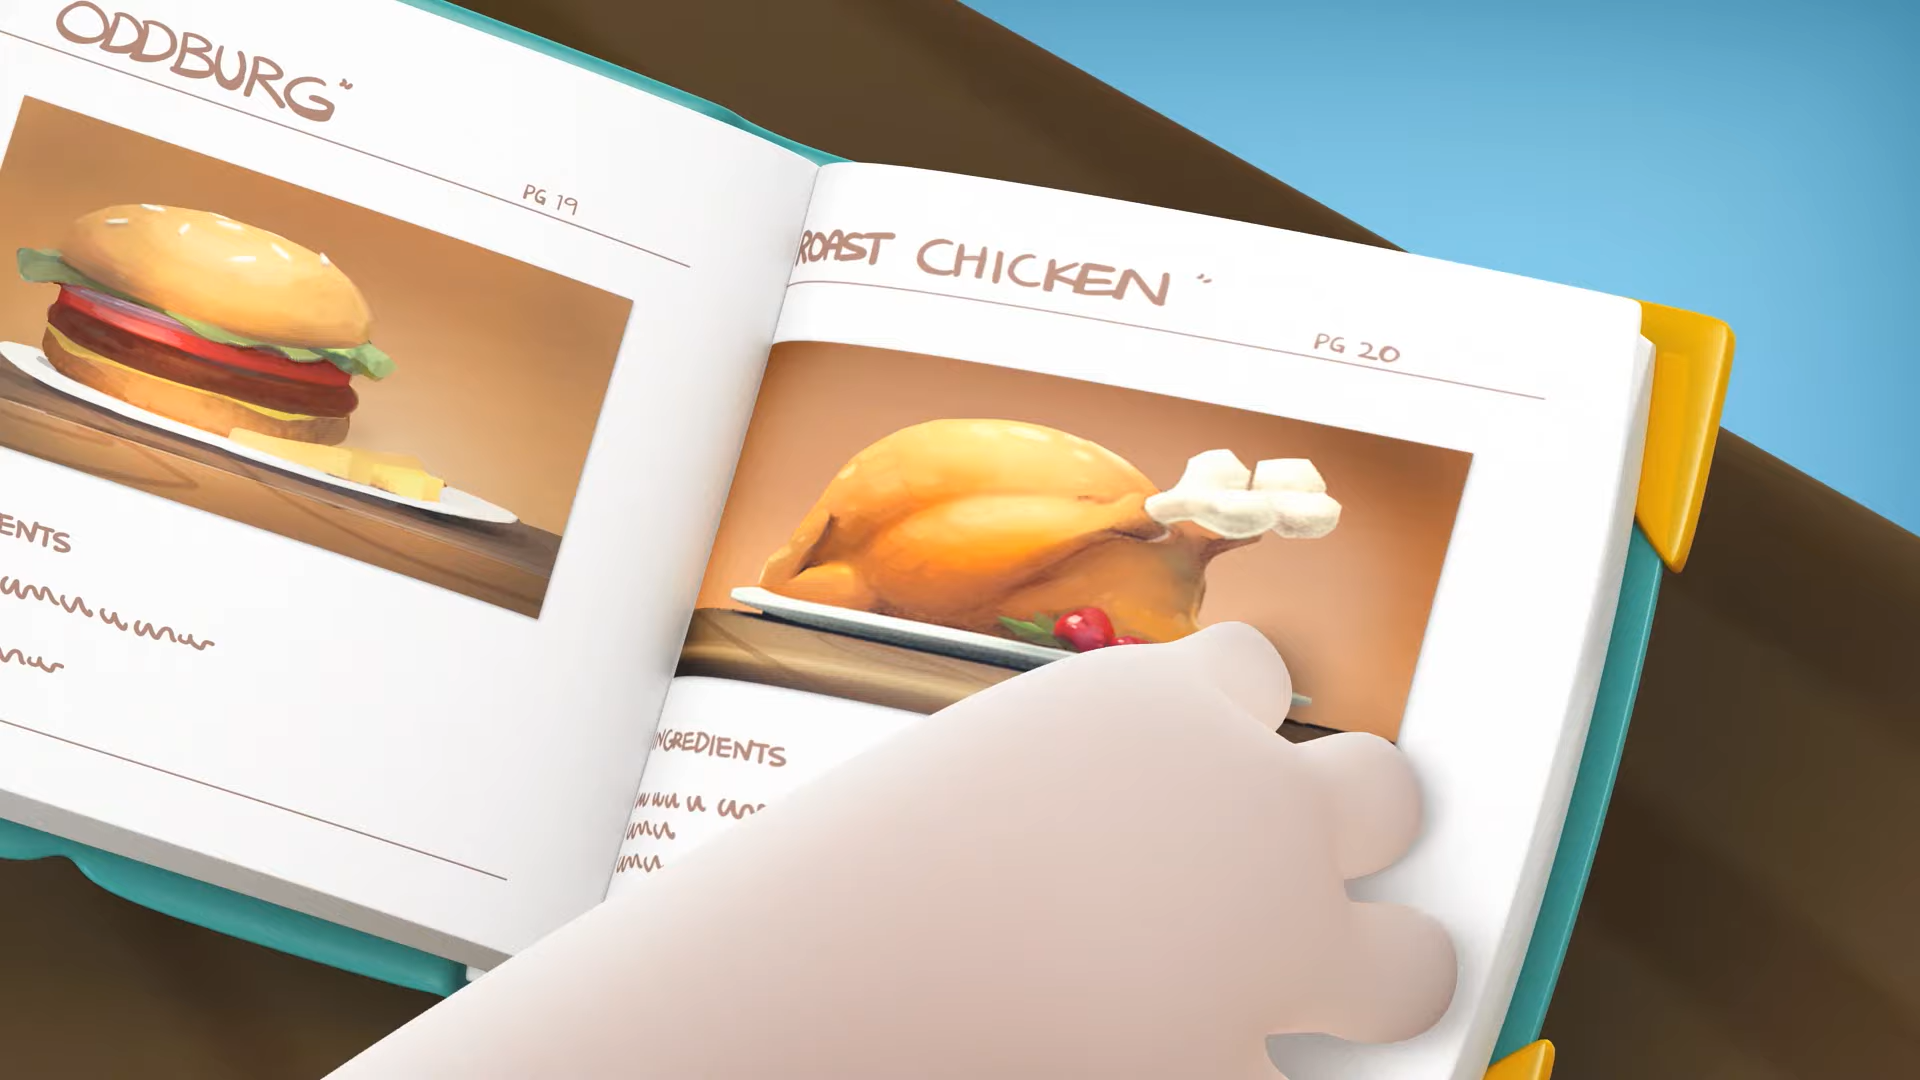 ODDBURG"
PG 19
ENTS
ROAST CHICKEN "
PG 20
INGREDIENTS